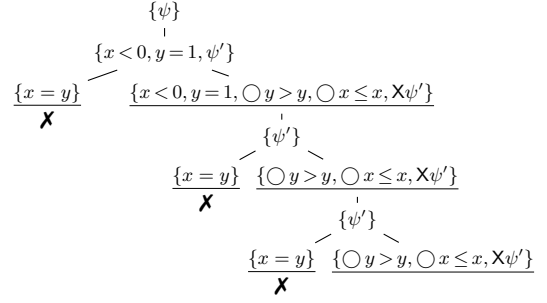 {ψ}
{x < 0, y = 1, ψ′}
{x = y} {x < 0, y = 1, ◯ y > y, ◯ x ≤ x, Xψ′}
✗
{ψ′}
{x = y} {◯ y > y, ◯ x ≤ x, Xψ′}
✗
{ψ′}
{x = y} {◯ y > y, ◯ x ≤ x, Xψ′}
✗